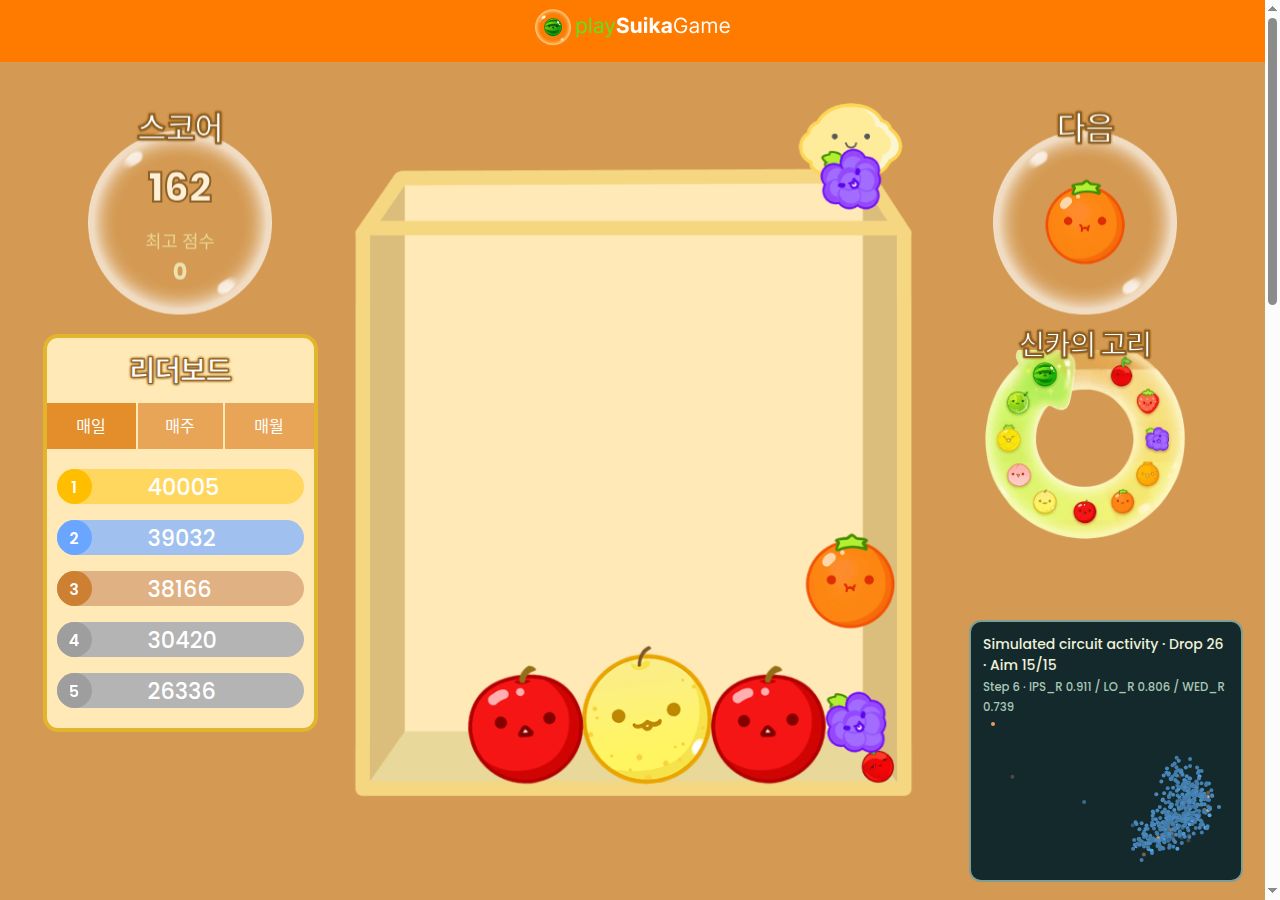 playSuikaGame
스코어
162
최고 점수
0
다음
신카의 고리
리더보드
매일 매주 매월
1 40005
2 39032
3 38166
4 30420
5 26336
Simulated circuit activity · Drop 26
· Aim 15/15
Step 6 · IPS_R 0.911 / LO_R 0.806 / WED_R
0.739